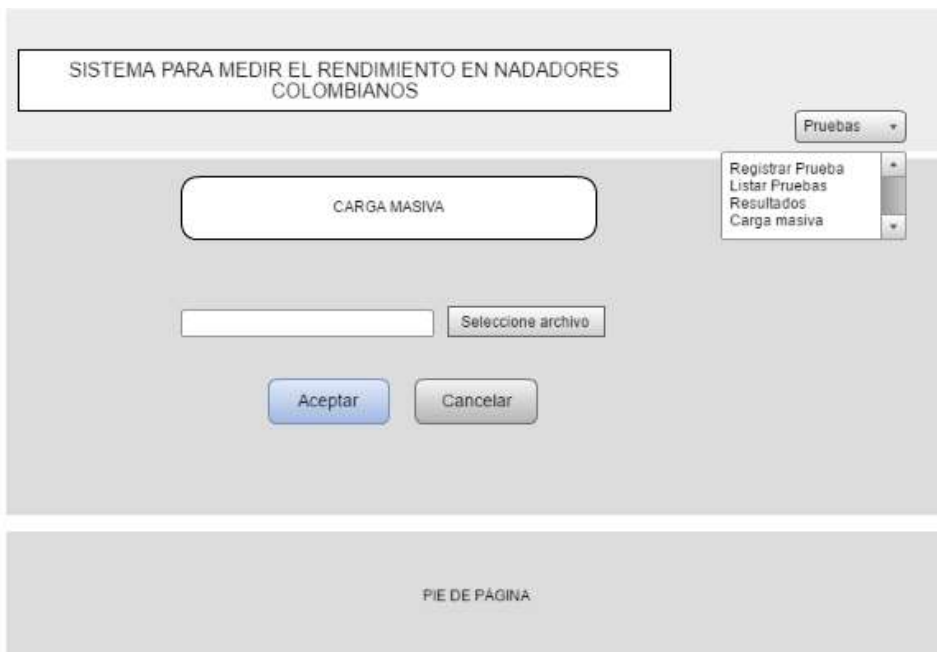 SISTEMA PARA MEDIR EL RENDIMIENTO EN NADADORES
COLOMBIANOS
Pruebas
Registrar Prueba
Listar Pruebas
Resultados
Carga masiva
CARGA MASIVA
Seleccione archivo
Aceptar
Cancelar
PIE DE PÁGINA